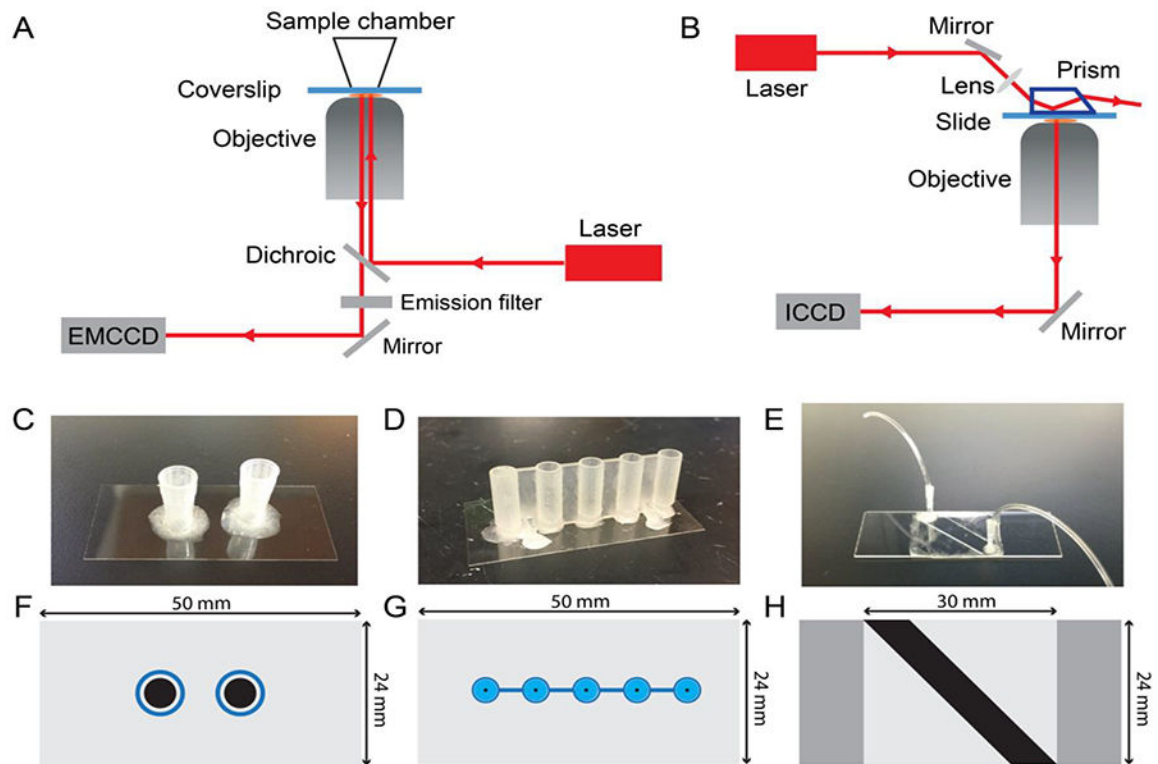 A
Sample chamber
Coverslip
Objective
Laser
Dichroic
Emission filter
EMCCD
Mirror
B
Mirror
Laser
Lens
Prism
Slide
Objective
ICCD
Mirror
C
D
E
F
50 mm
24 mm
G
50 mm
24 mm
H
30 mm
24 mm